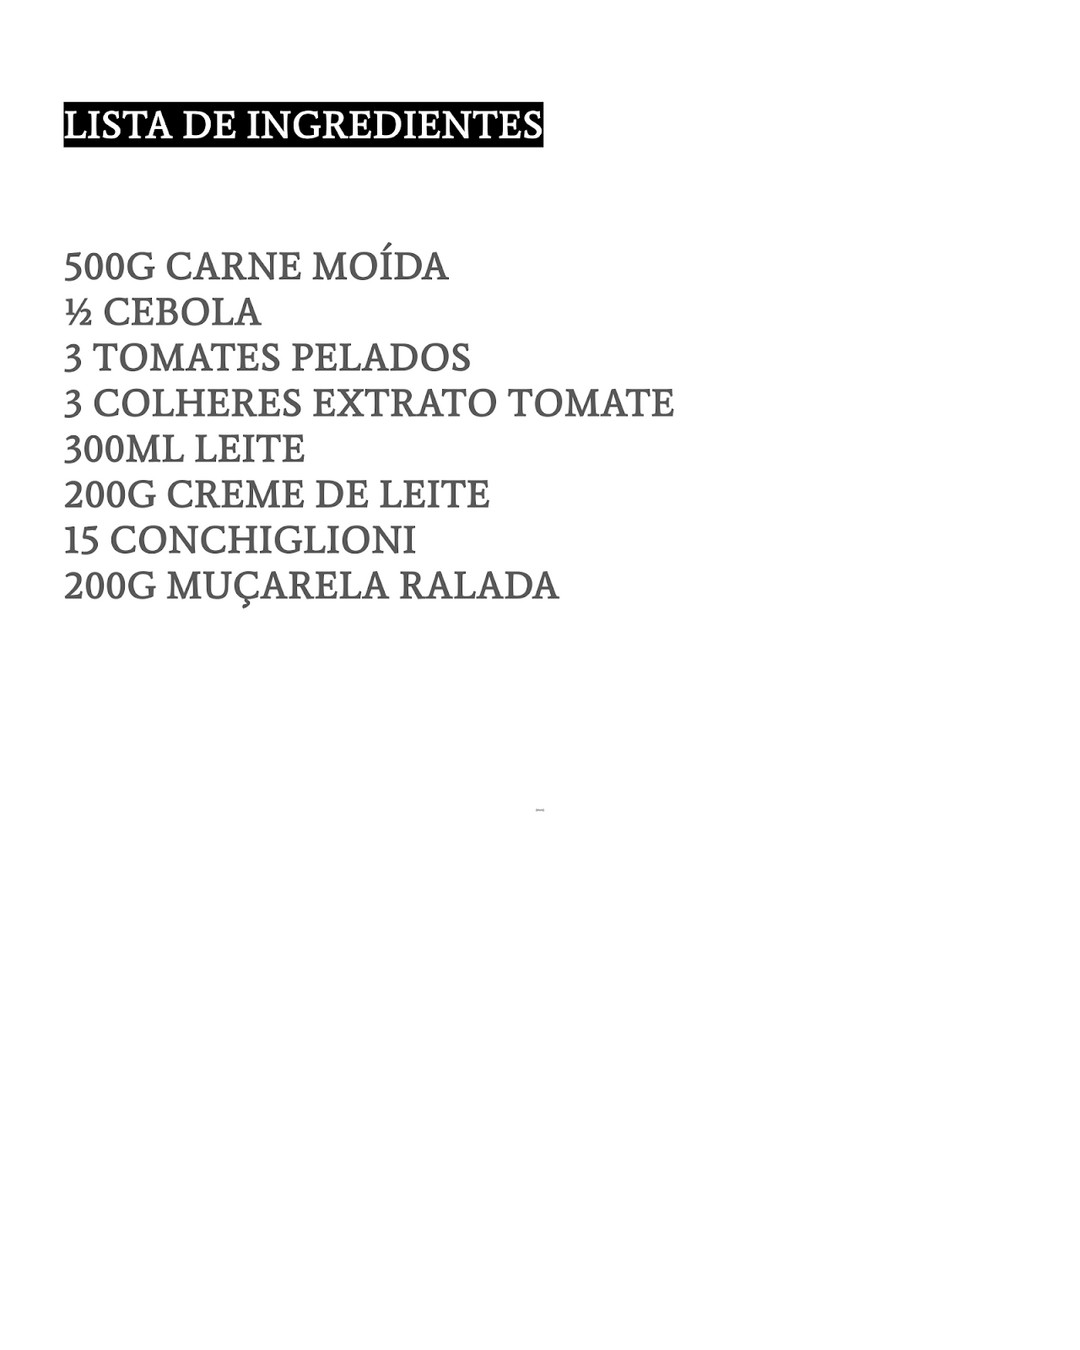 LISTA DE INGREDIENTES
500G CARNE MOÍDA
½ CEBOLA
3 TOMATES PELADOS
3 COLHERES EXTRATO TOMATE
300ML LEITE
200G CREME DE LEITE
15 CONCHIGLIONI
200G MUÇARELA RALADA